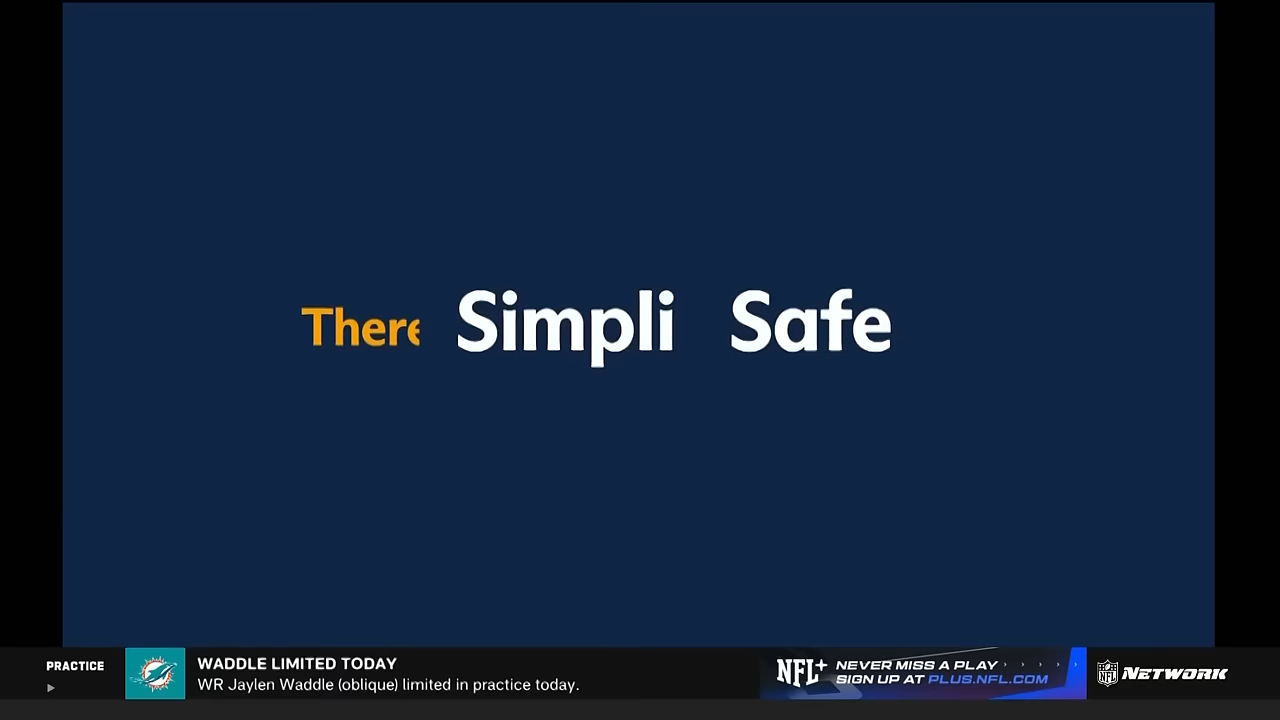 There Simpli Safe
PRACTICE
WADDLE LIMITED TODAY
WR Jaylen Waddle (oblique) limited in practice today.
NFL+
NEVER MISS A PLAY
SIGN UP AT PLUS.NFL.COM
NFL NETWORK